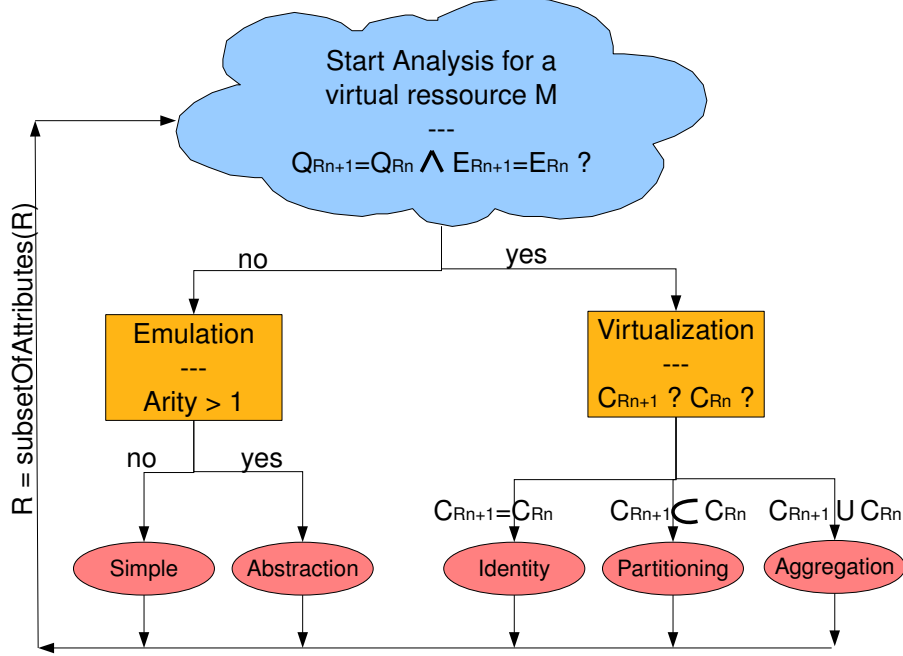 Start Analysis for a
virtual ressource M
---
QRn+1=QRn ⋀ ERn+1=ERn ?
no
yes
R = subsetOfAttributes(R)
Emulation
---
Arity > 1
Virtualization
---
CRn+1 ? CRn ?
no
yes
CRn+1=CRn
CRn+1 ⊂ CRn
CRn+1 U CRn
Simple
Abstraction
Identity
Partitioning
Aggregation